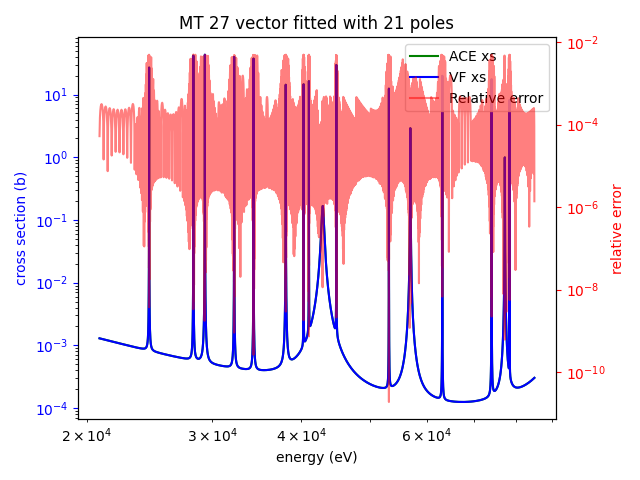 MT 27 vector fitted with 21 poles
ACE xs
VF xs
Relative error
cross section (b)
10¹
10⁰
10⁻¹
10⁻²
10⁻³
10⁻⁴
10⁻²
10⁻⁴
10⁻⁶
10⁻⁸
10⁻¹⁰
relative error
2 × 10⁴
3 × 10⁴
4 × 10⁴
6 × 10⁴
energy (eV)